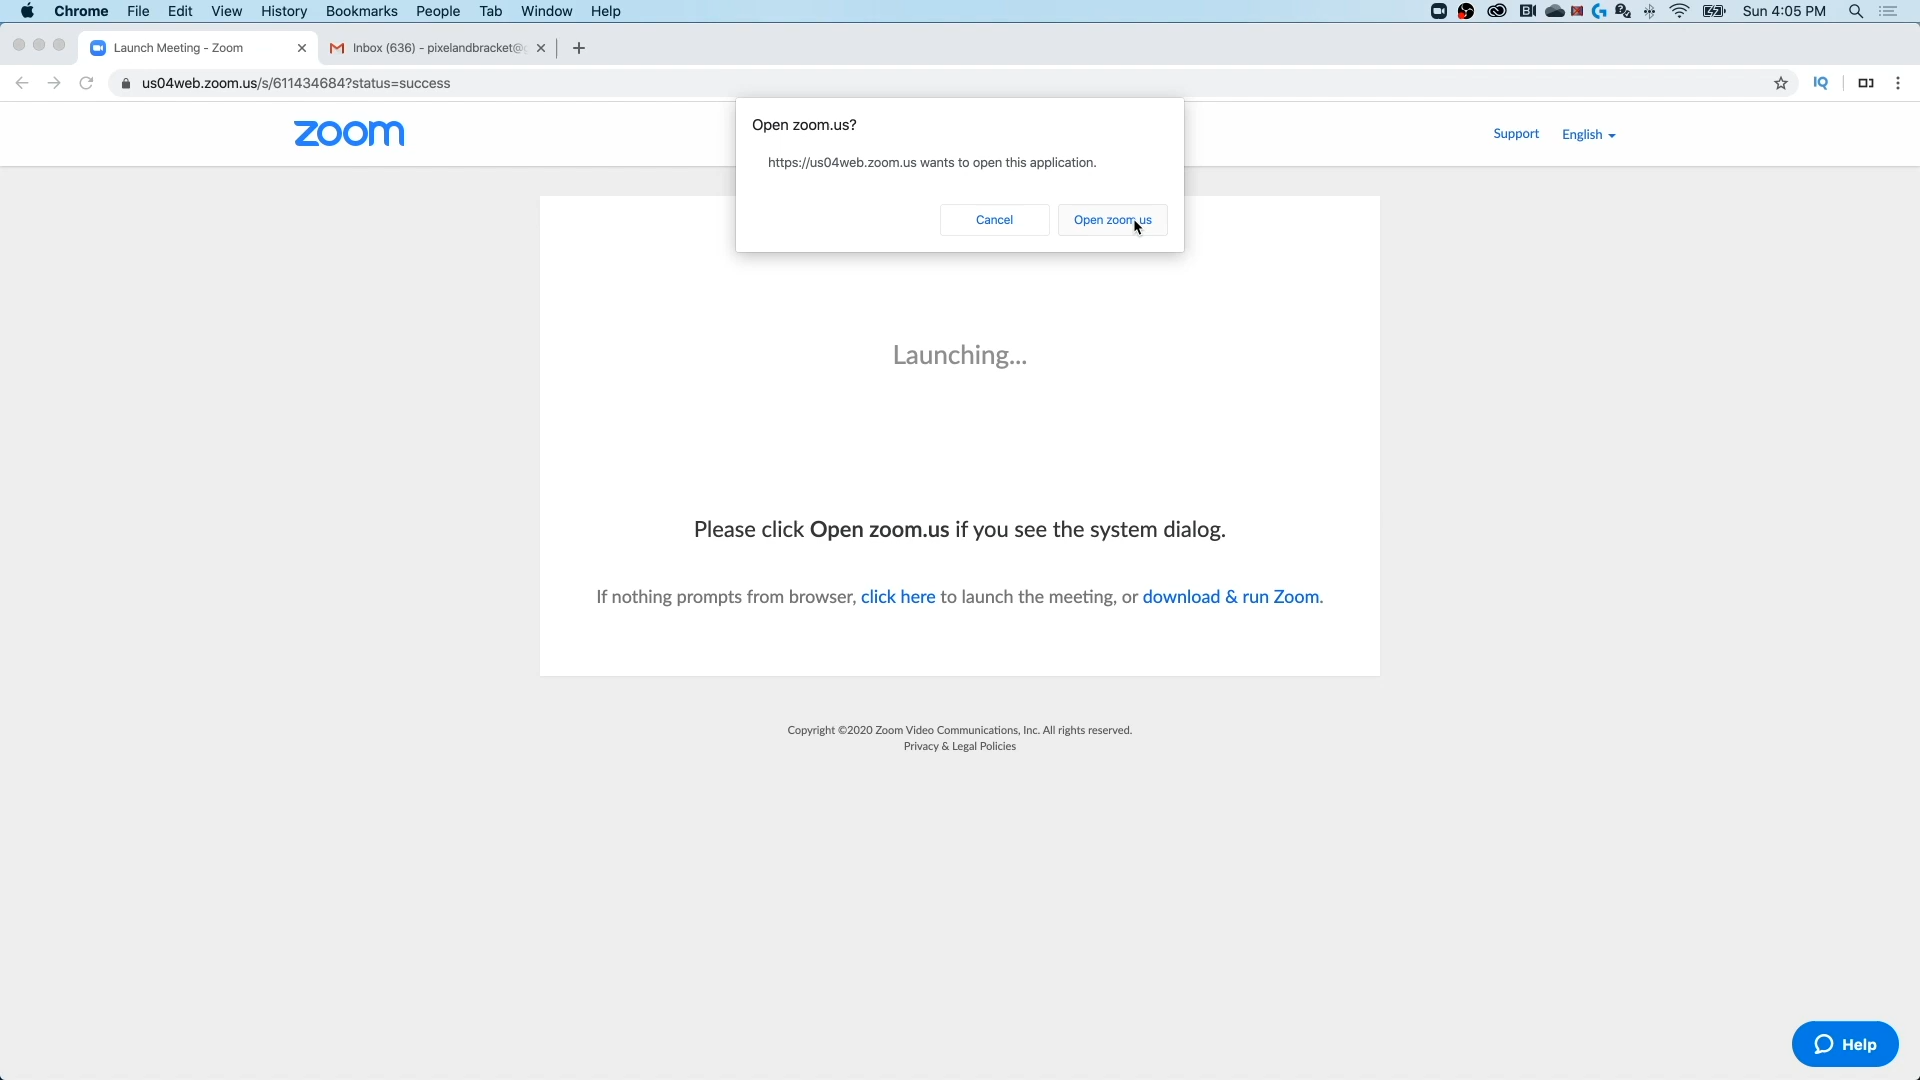 Chrome File Edit View History Bookmarks People Tab Window Help
Sun 4:05 PM
Launch Meeting - Zoom
Inbox (636) - pixelandbracket@
us04web.zoom.us/s/611434684?status=success
IQ
zoom
Support
English
Open zoom.us?
https://us04web.zoom.us wants to open this application.
Cancel
Open zoom.us
Launching...
Please click Open zoom.us if you see the system dialog.
If nothing prompts from browser, click here to launch the meeting, or download & run Zoom.
Copyright ©2020 Zoom Video Communications, Inc. All rights reserved.
Privacy & Legal Policies
Help